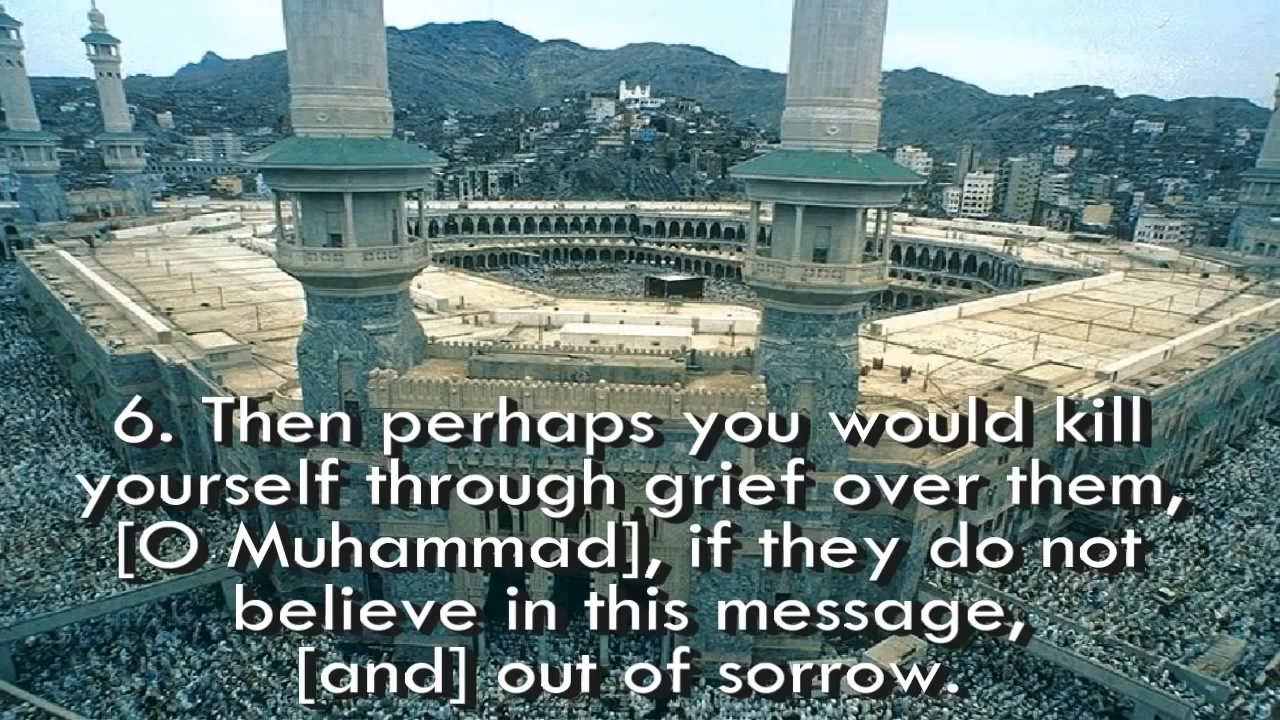 6. Then perhaps you would kill
yourself through grief over them,
[O Muhammad], if they do not
believe in this message,
[and] out of sorrow.